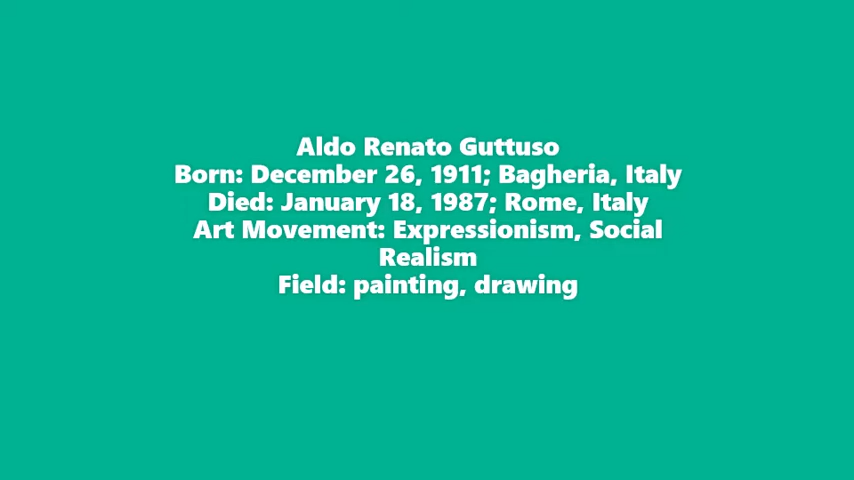 Aldo Renato Guttuso
Born: December 26, 1911; Bagheria, Italy
Died: January 18, 1987; Rome, Italy
Art Movement: Expressionism, Social
Realism
Field: painting, drawing